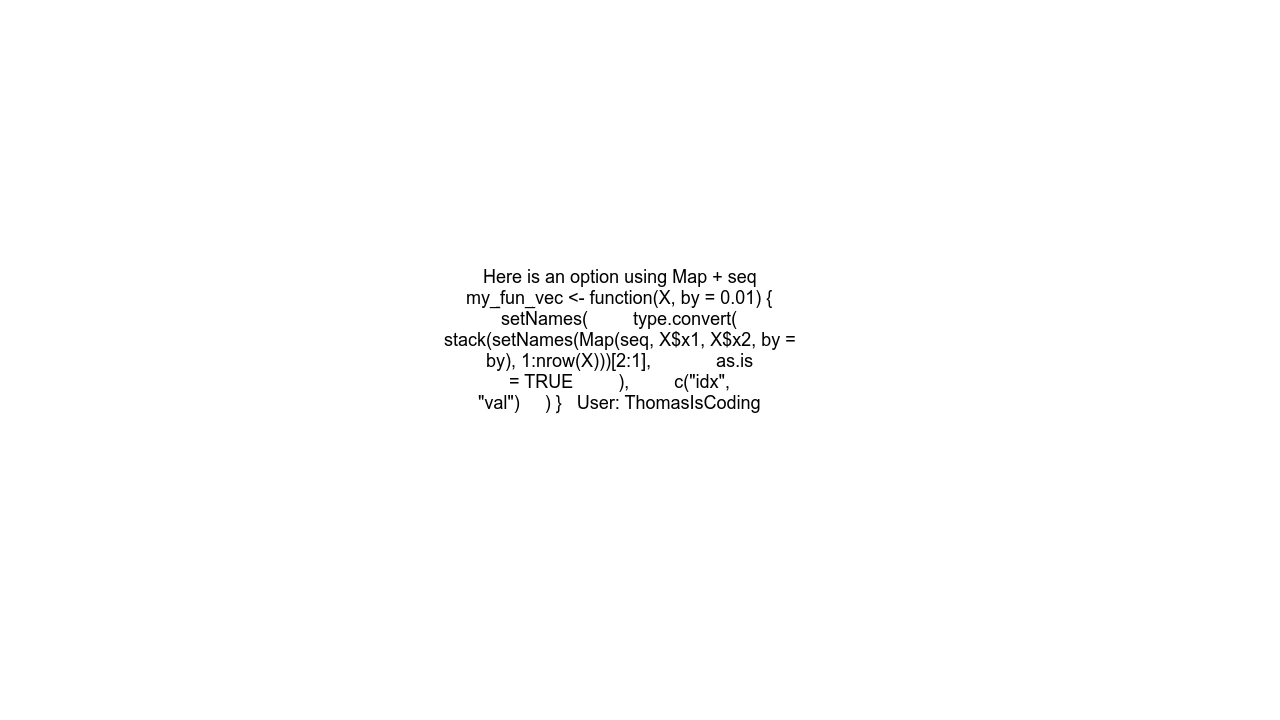 Here is an option using Map + seq
my_fun_vec <- function(X, by = 0.01) {
setNames(         type.convert(
stack(setNames(Map(seq, X$x1, X$x2, by =
by), 1:nrow(X)))[2:1],             as.is
= TRUE         ),         c("idx",
"val")     ) }   User: ThomasIsCoding